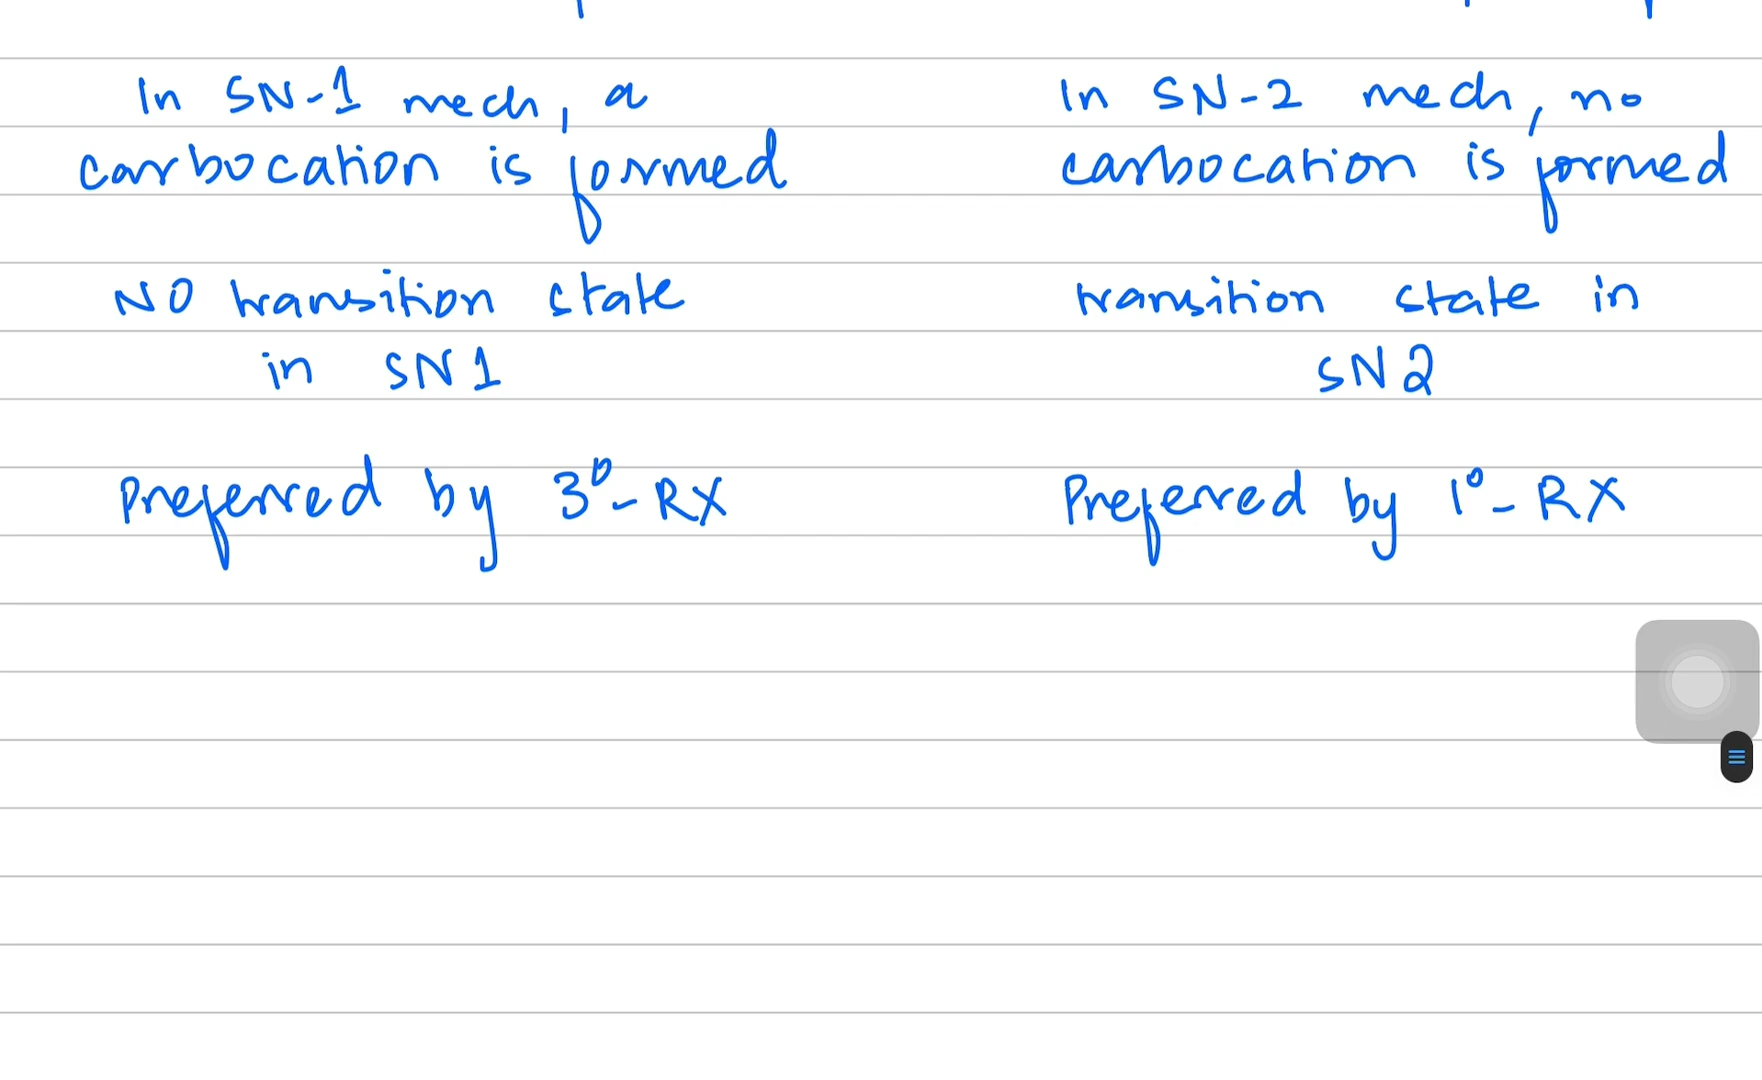 In SN-1 mech, a
carbocation is formed
NO transition state
in SN1
Preferred by 3°-RX
In SN-2 mech, no
carbocation is formed
transition state in
SN2
Preferred by 1°-RX